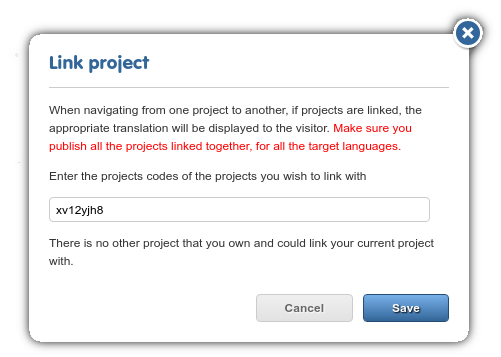 Link project
When navigating from one project to another, if projects are linked, the
appropriate translation will be displayed to the visitor. Make sure you
publish all the projects linked together, for all the target languages.
Enter the projects codes of the projects you wish to link with
xv12yjh8
There is no other project that you own and could link your current project
with.
Cancel
Save